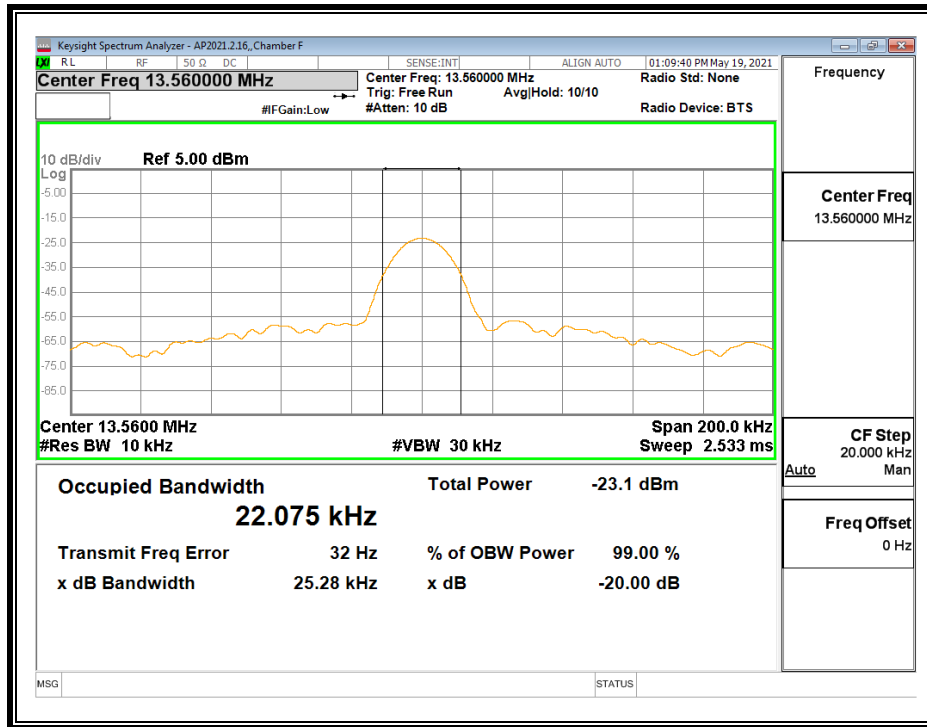 Keysight Spectrum Analyzer - AP2021.2.16,,Chamber F
LXI RL RF 50 Ω DC SENSE:INT ALIGN AUTO 01:09:40 PM May 19, 2021
Center Freq 13.560000 MHz
Center Freq: 13.560000 MHz Radio Std: None
Trig: Free Run Avg|Hold: 10/10
#IFGain:Low #Atten: 10 dB Radio Device: BTS
10 dB/div Ref 5.00 dBm
Log
-5.00
-15.0
-25.0
-35.0
-45.0
-55.0
-65.0
-75.0
-85.0
Center 13.5600 MHz Span 200.0 kHz
#Res BW 10 kHz #VBW 30 kHz Sweep 2.533 ms
Occupied Bandwidth Total Power -23.1 dBm
22.075 kHz
Transmit Freq Error 32 Hz % of OBW Power 99.00 %
x dB Bandwidth 25.28 kHz x dB -20.00 dB
MSG STATUS
Frequency
Center Freq
13.560000 MHz
CF Step
20.000 kHz
Auto Man
Freq Offset
0 Hz